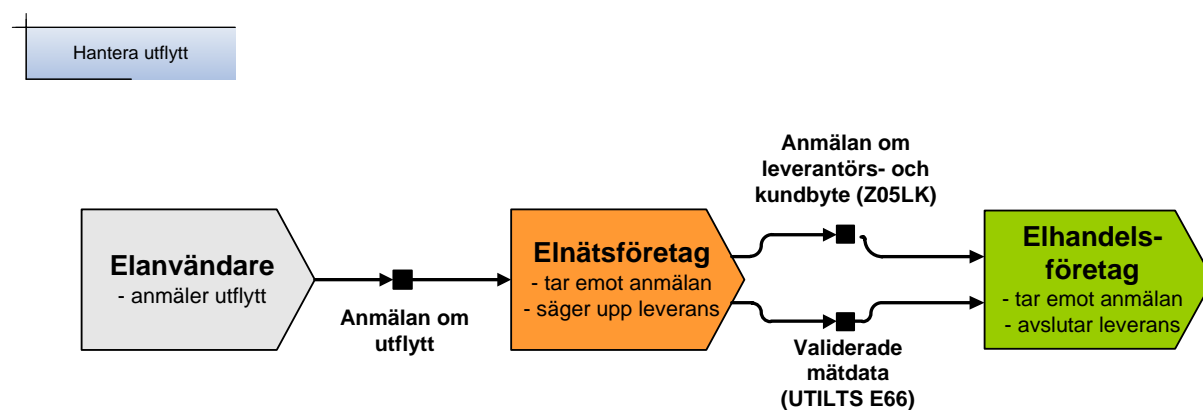 Hantera utflytt
Anmälan om
leverantörs- och
kundbyte (Z05LK)
Elanvändare
- anmäler utflytt
Anmälan om
utflytt
Elnätsföretag
- tar emot anmälan
- säger upp leverans
Elhandels-
företag
- tar emot anmälan
- avslutar leverans
Validerade
mätdata
(UTILTS E66)